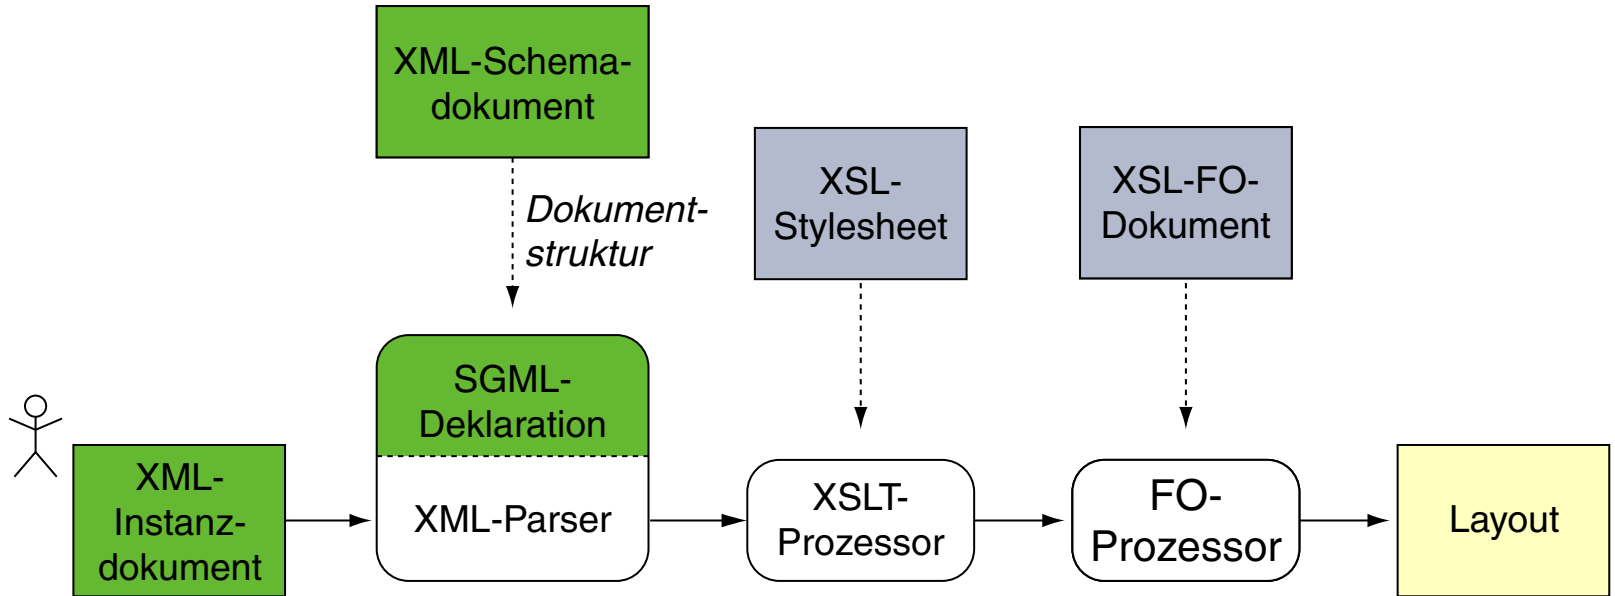 XML-Schema-
dokument
Dokument-
struktur
XSL-
Stylesheet
XSL-FO-
Dokument
SGML-
Deklaration
XML-
Instanz-
dokument
XML-Parser
XSLT-
Prozessor
FO-
Prozessor
Layout